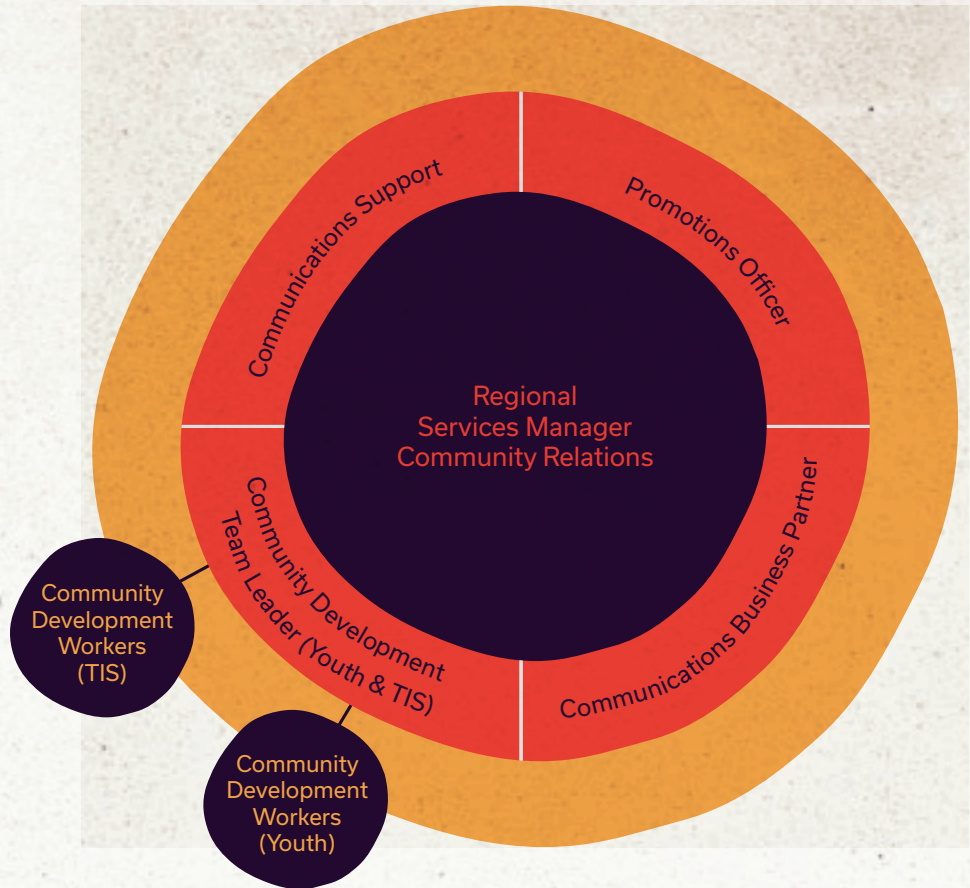 Communications Support
Promotions Officer
Regional
Services Manager
Community Relations
Community Development
Team Leader (Youth & TIS)
Communications Business Partner
Community
Development
Workers
(TIS)
Community
Development
Workers
(Youth)